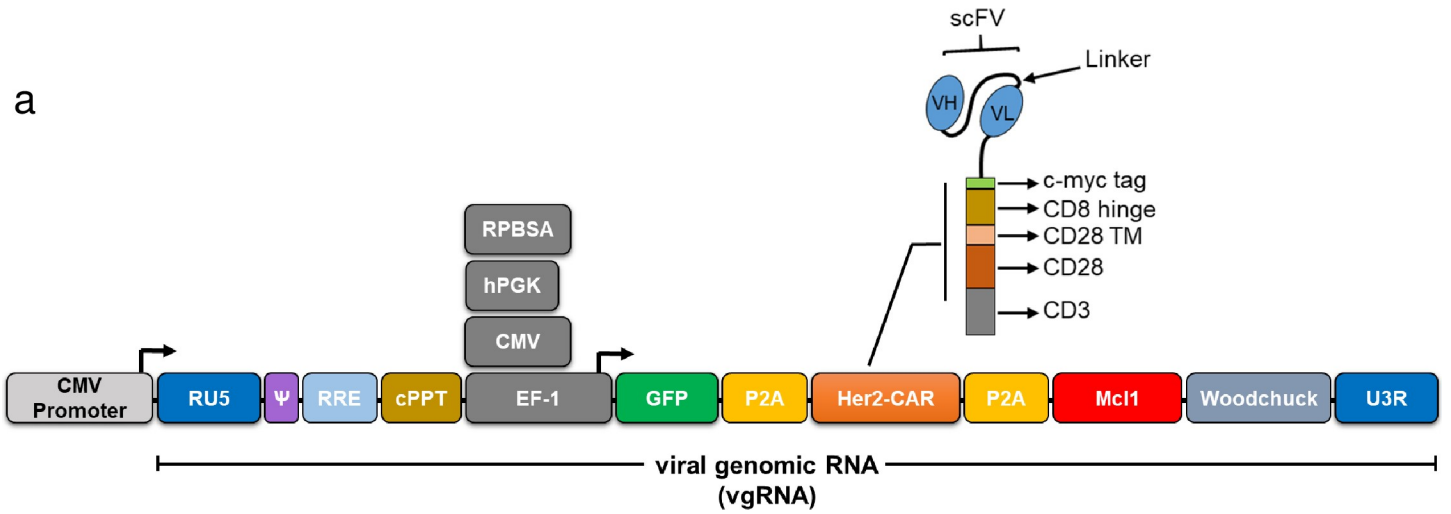 a
scFV
Linker
VH
VL
c-myc tag
CD8 hinge
CD28 TM
CD28
CD3
RPBSA
hPGK
CMV
CMV
Promoter
RU5
Ψ
RRE
cPPT
EF-1
GFP
P2A
Her2-CAR
P2A
Mcl1
Woodchuck
U3R
viral genomic RNA
(vgRNA)